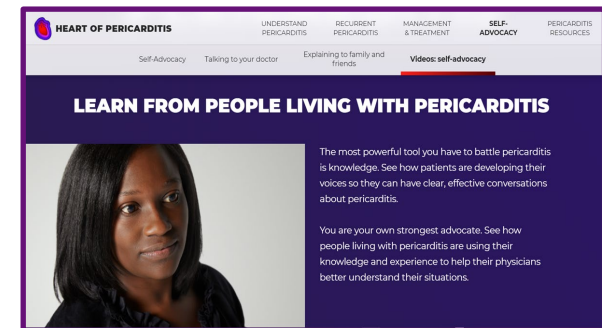 HEART OF PERICARDITIS
UNDERSTAND
PERICARDITIS
RECURRENT
PERICARDITIS
MANAGEMENT
& TREATMENT
SELF-
ADVOCACY
PERICARDITIS
RESOURCES
Self-Advocacy
Talking to your doctor
Explaining to family and
friends
Videos: self-advocacy
LEARN FROM PEOPLE LIVING WITH PERICARDITIS
The most powerful tool you have to battle pericarditis
is knowledge. See how patients are developing their
voices so they can have clear, effective conversations
about pericarditis.
You are your own strongest advocate. See how
people living with pericarditis are using their
knowledge and experience to help their physicians
better understand their situations.